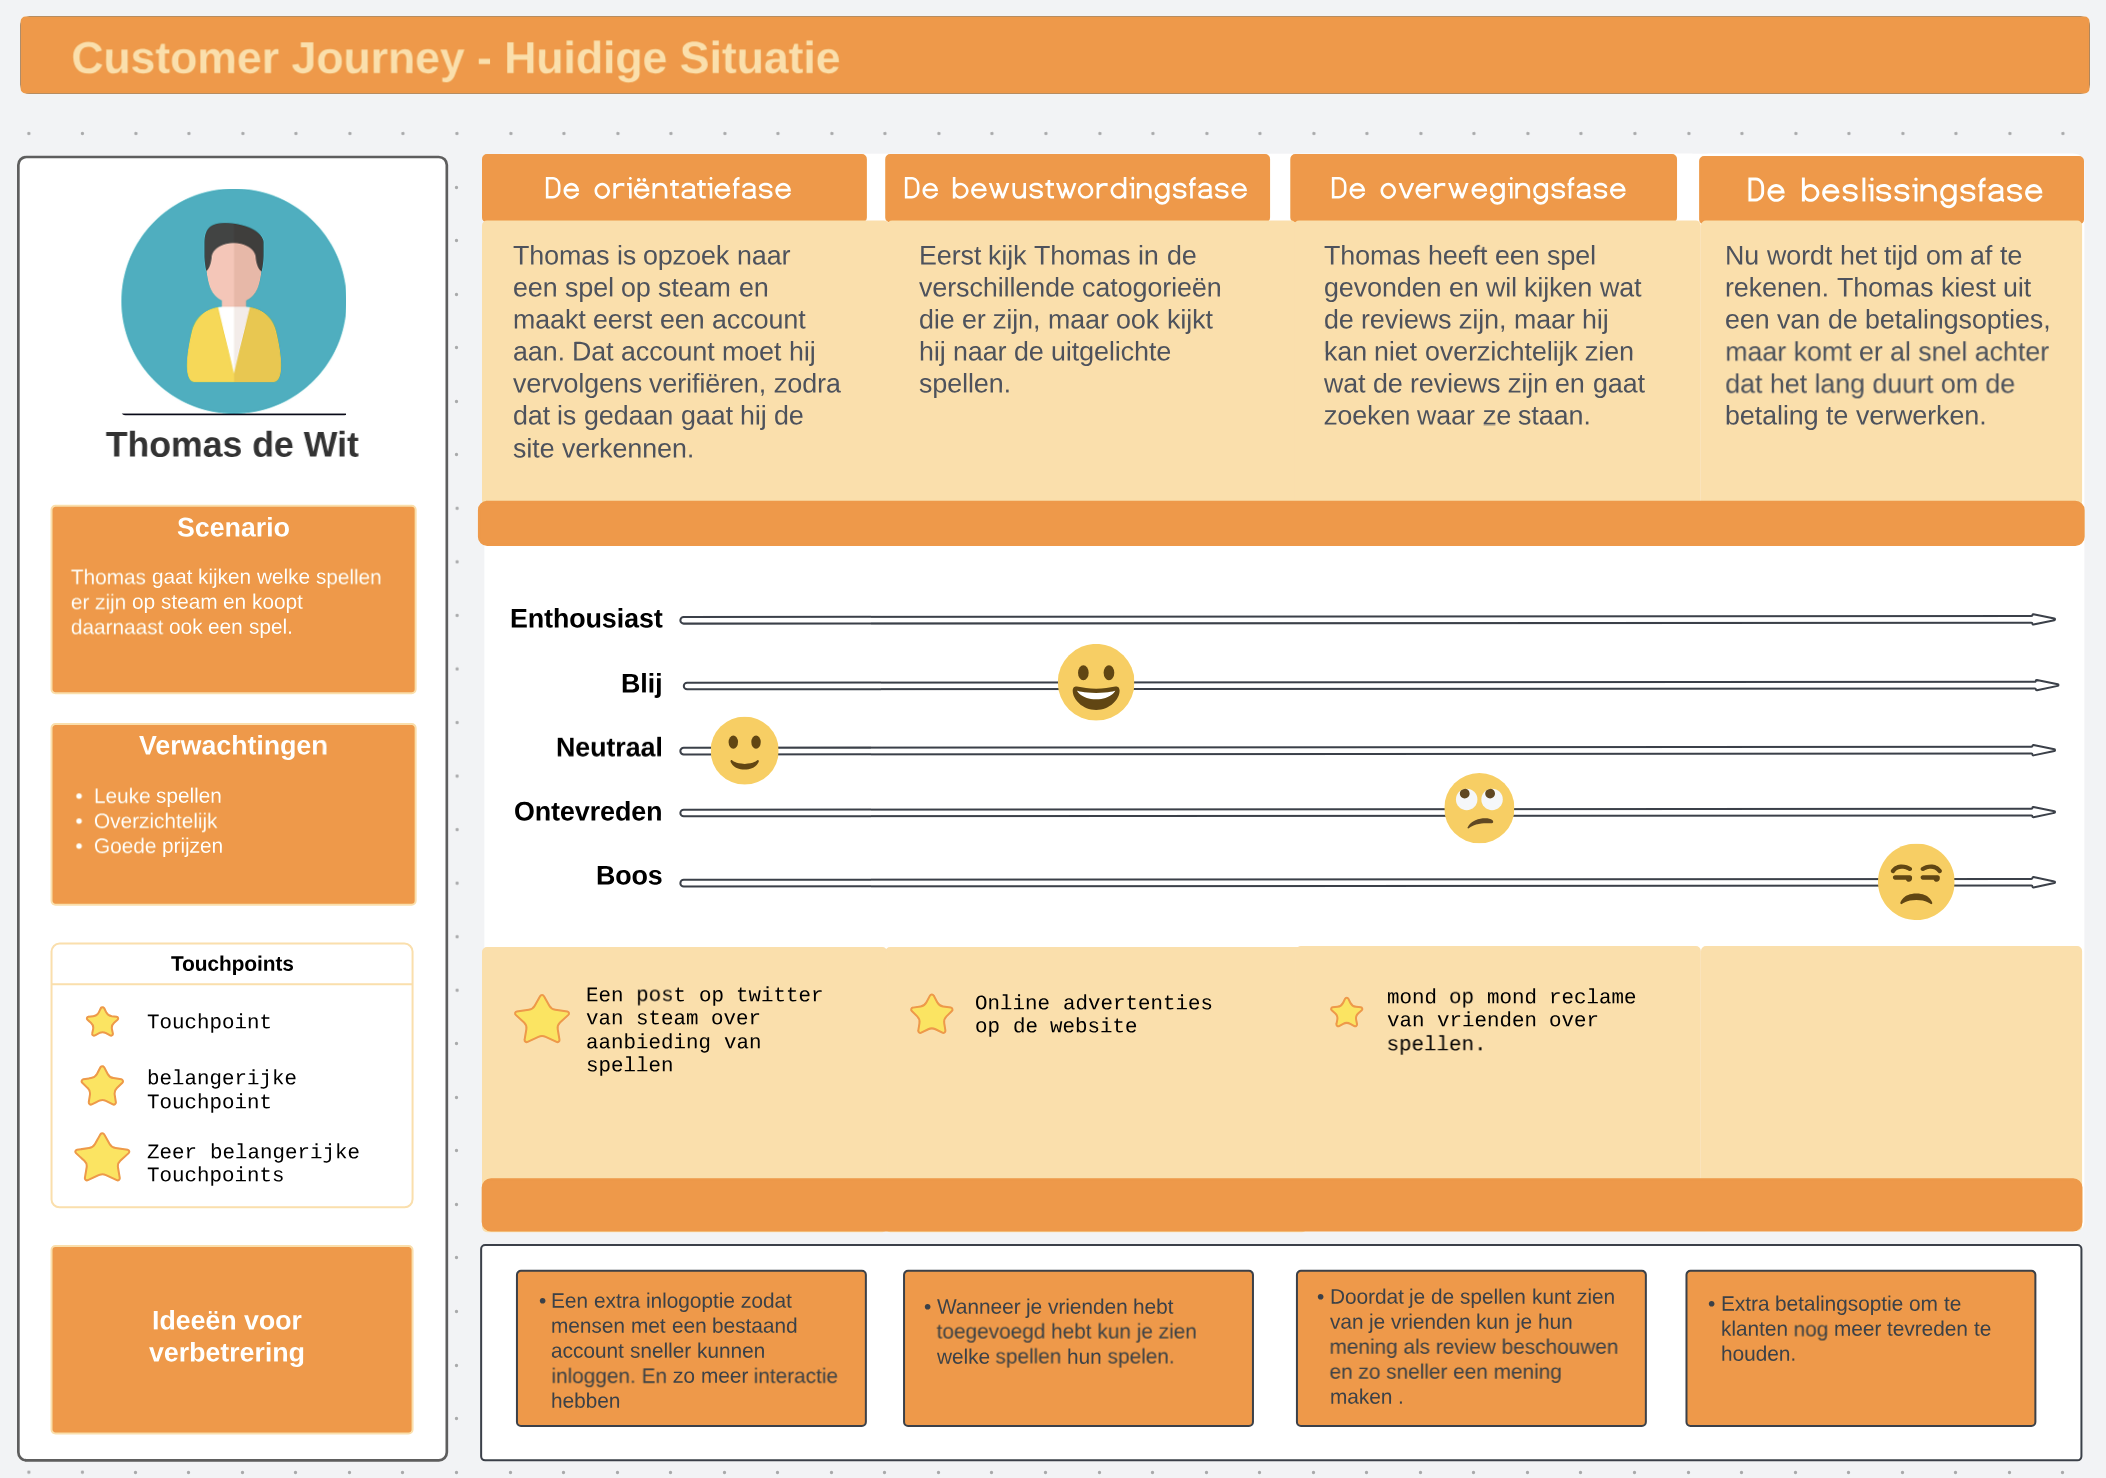 Customer Journey - Huidige Situatie
Thomas de Wit
Scenario
Thomas gaat kijken welke spellen
er zijn op steam en koopt
daarnaast ook een spel.
Verwachtingen
• Leuke spellen
• Overzichtelijk
• Goede prijzen
Touchpoints
Touchpoint
belangerijke
Touchpoint
Zeer belangerijke
Touchpoints
Ideeën voor
verbetrering
De oriëntatiefase
Thomas is opzoek naar
een spel op steam en
maakt eerst een account
aan. Dat account moet hij
vervolgens verifiëren, zodra
dat is gedaan gaat hij de
site verkennen.
De bewustwordingsfase
Eerst kijk Thomas in de
verschillende catogorieën
die er zijn, maar ook kijkt
hij naar de uitgelichte
spellen.
De overwegingsfase
Thomas heeft een spel
gevonden en wil kijken wat
de reviews zijn, maar hij
kan niet overzichtelijk zien
wat de reviews zijn en gaat
zoeken waar ze staan.
De beslissingsfase
Nu wordt het tijd om af te
rekenen. Thomas kiest uit
een van de betalingsopties,
maar komt er al snel achter
dat het lang duurt om de
betaling te verwerken.
Enthousiast
Blij
Neutraal
Ontevreden
Boos
Een post op twitter
van steam over
aanbieding van
spellen
Online advertenties
op de website
mond op mond reclame
van vrienden over
spellen.
• Een extra inlogoptie zodat
mensen met een bestaand
account sneller kunnen
inloggen. En zo meer interactie
hebben
• Wanneer je vrienden hebt
toegevoegd hebt kun je zien
welke spellen hun spelen.
• Doordat je de spellen kunt zien
van je vrienden kun je hun
mening als review beschouwen
en zo sneller een mening
maken .
• Extra betalingsoptie om te
klanten nog meer tevreden te
houden.